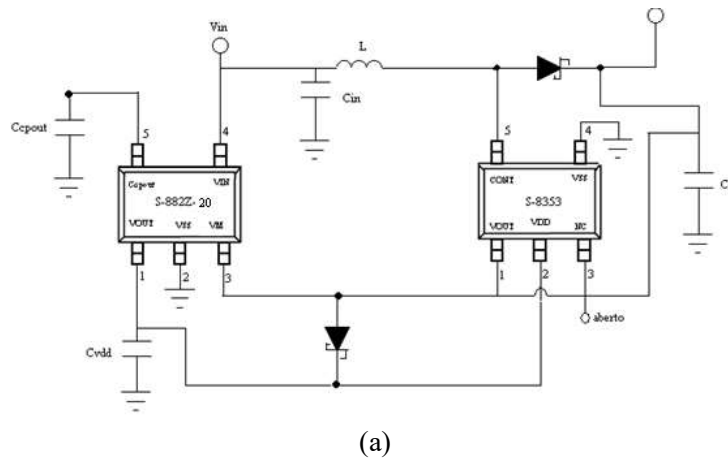 Vin
L
Cin
Ccpout
5
4
5
4
Ccpout
VIN
CONT
VSS
S-882Z-20
S-8353
VOUT
VSS
VM
VOUT
VDD
NC
C
1
2
3
1
2
3
aberto
Cvdd
(a)